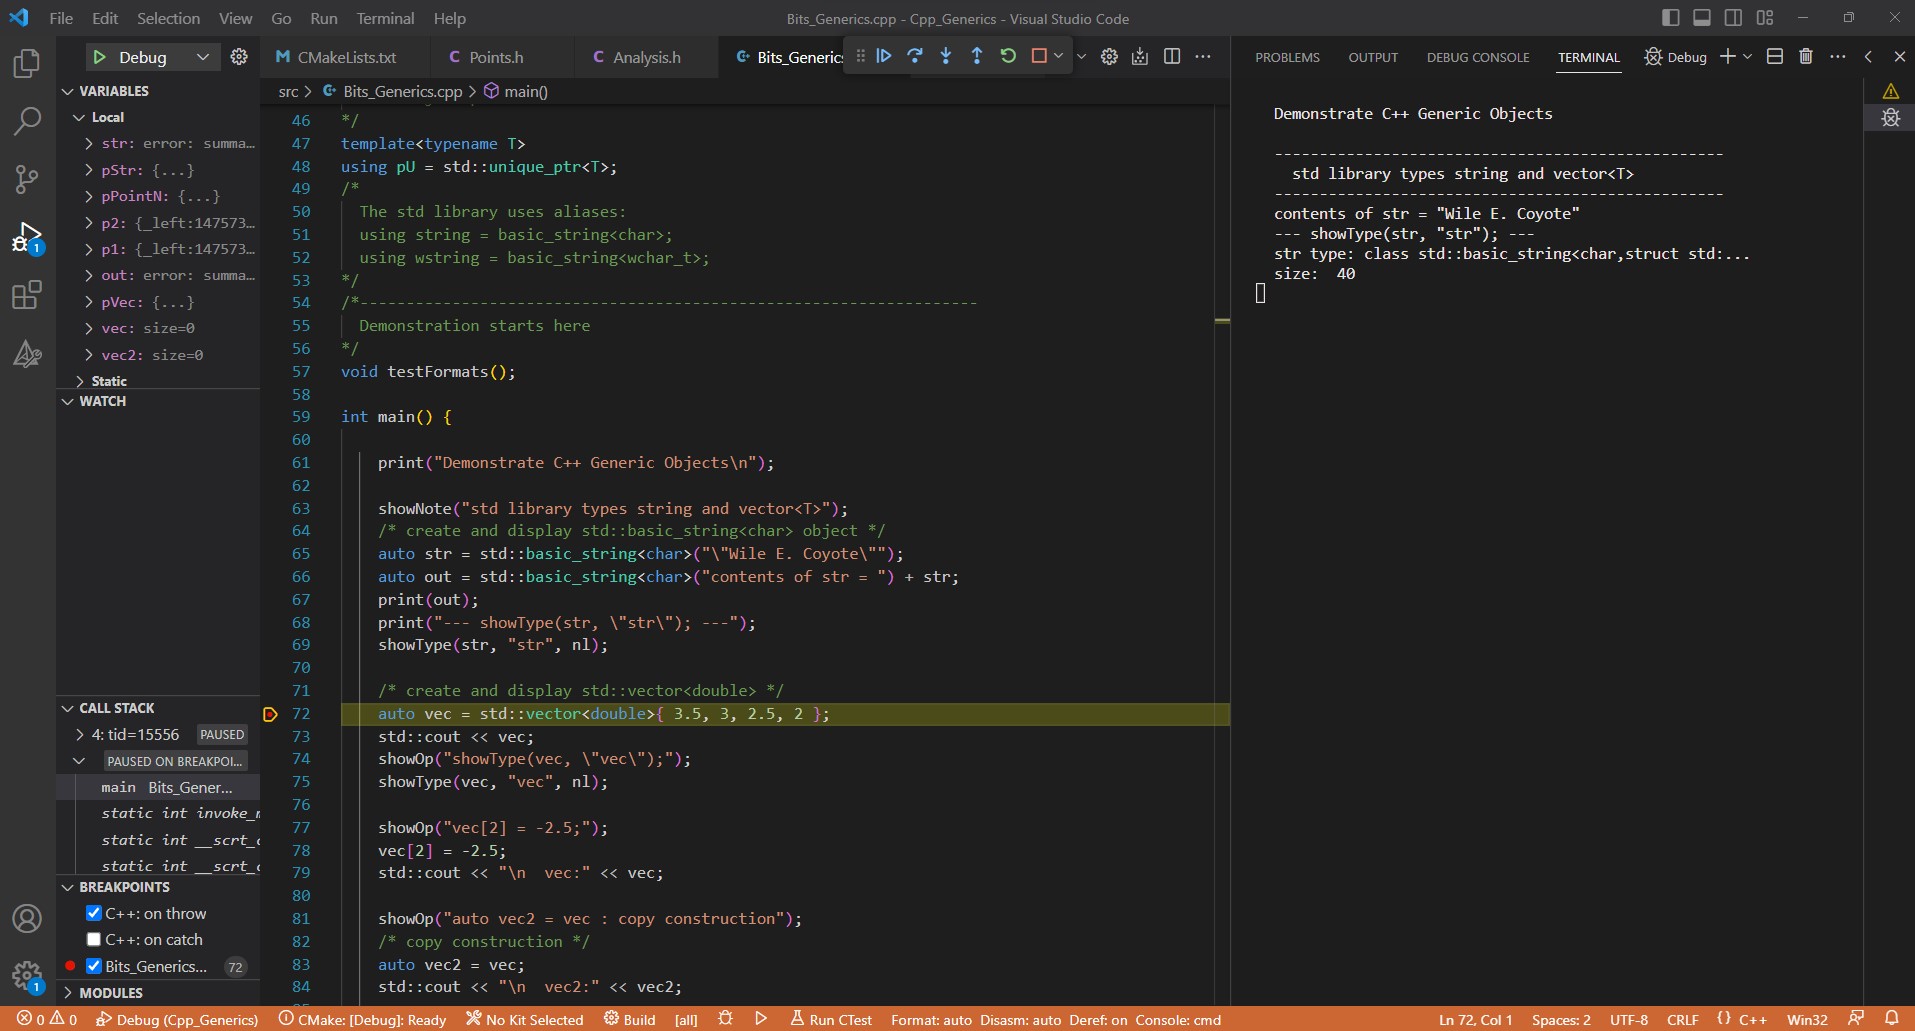 File Edit Selection View Go Run Terminal Help
Bits_Generics.cpp - Cpp_Generics - Visual Studio Code
Debug
VARIABLES
Local
str: error: summa...
pStr: {...}
pPointN: {...}
p2: {_left:147573...
p1: {_left:147573...
out: error: summa...
pVec: {...}
vec: size=0
vec2: size=0
Static
WATCH
CALL STACK
4: tid=15556 PAUSED
PAUSED ON BREAKPOI...
main Bits_Gener...
static int invoke_m
static int __scrt_c
static int __scrt_c
BREAKPOINTS
C++: on throw
C++: on catch
Bits_Generics... 72
MODULES
CMakeLists.txt Points.h Analysis.h Bits_Generics
src > Bits_Generics.cpp > main()
46 */
47 template<typename T>
48 using pU = std::unique_ptr<T>;
49 /*
50 The std library uses aliases:
51 using string = basic_string<char>;
52 using wstring = basic_string<wchar_t>;
53 */
54 /*-------------------------------------------------------------------
55 Demonstration starts here
56 */
57 void testFormats();
58
59 int main() {
60
61 print("Demonstrate C++ Generic Objects\n");
62
63 showNote("std library types string and vector<T>");
64 /* create and display std::basic_string<char> object */
65 auto str = std::basic_string<char>("\"Wile E. Coyote\"");
66 auto out = std::basic_string<char>("contents of str = ") + str;
67 print(out);
68 print("--- showType(str, \"str\"); ---");
69 showType(str, "str", nl);
70
71 /* create and display std::vector<double> */
72 auto vec = std::vector<double>{ 3.5, 3, 2.5, 2 };
73 std::cout << vec;
74 showOp("showType(vec, \"vec\");");
75 showType(vec, "vec", nl);
76
77 showOp("vec[2] = -2.5;");
78 vec[2] = -2.5;
79 std::cout << "\n  vec:" << vec;
80
81 showOp("auto vec2 = vec : copy construction");
82 /* copy construction */
83 auto vec2 = vec;
84 std::cout << "\n  vec2:" << vec2;
PROBLEMS OUTPUT DEBUG CONSOLE TERMINAL Debug
Demonstrate C++ Generic Objects
--------------------------------------------------
std library types string and vector<T>
--------------------------------------------------
contents of str = "Wile E. Coyote"
--- showType(str, "str"); ---
str type: class std::basic_string<char,struct std:...
size:  40
0 0 Debug (Cpp_Generics) CMake: [Debug]: Ready No Kit Selected Build [all] Run CTest Format: auto Disasm: auto Deref: on Console: cmd Ln 72, Col 1 Spaces: 2 UTF-8 CRLF {} C++ Win32